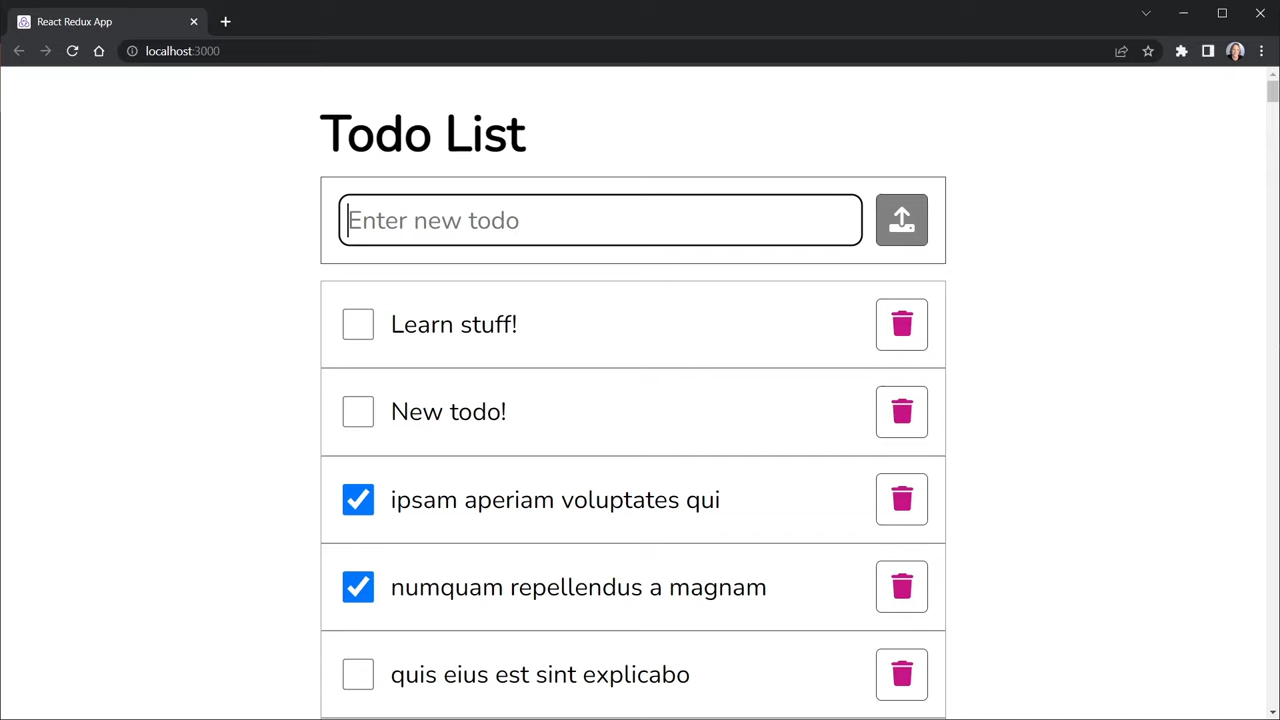 React Redux App
localhost:3000
Todo List
Enter new todo
Learn stuff!
New todo!
ipsam aperiam voluptates qui
numquam repellendus a magnam
quis eius est sint explicabo